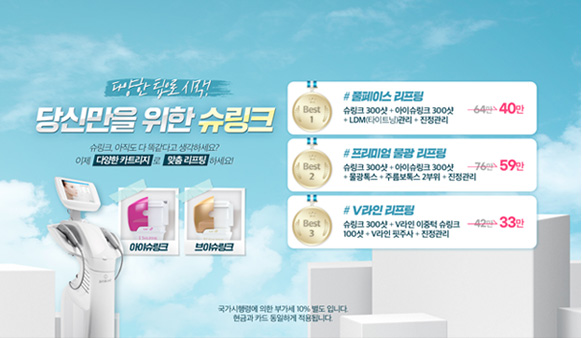 다양한 팁으로 시작!
당신만을 위한 슈링크
슈링크, 아직도 다 똑같다고 생각하세요?
이제 다양한 카트리지 로 맞춤 리프팅 하세요!
아이슈링크
브이슈링크
Best
1
# 풀페이스 리프팅
슈링크 300샷 + 아이슈링크 300샷
+ LDM(타이트닝)관리 + 진정관리
64만 40만
Best
2
# 프리미엄 물광 리프팅
슈링크 300샷 + 아이슈링크 300샷
+ 물광톡스 + 주름보톡스 2부위 + 진정관리
76만 59만
Best
3
# V라인 리프팅
슈링크 300샷 + V라인 이중턱 슈링크
100샷 + V라인 핏주사 + 진정관리
42만 33만
국가시행령에 의한 부가세 10% 별도 입니다.
현금과 카드 동일하게 적용됩니다.